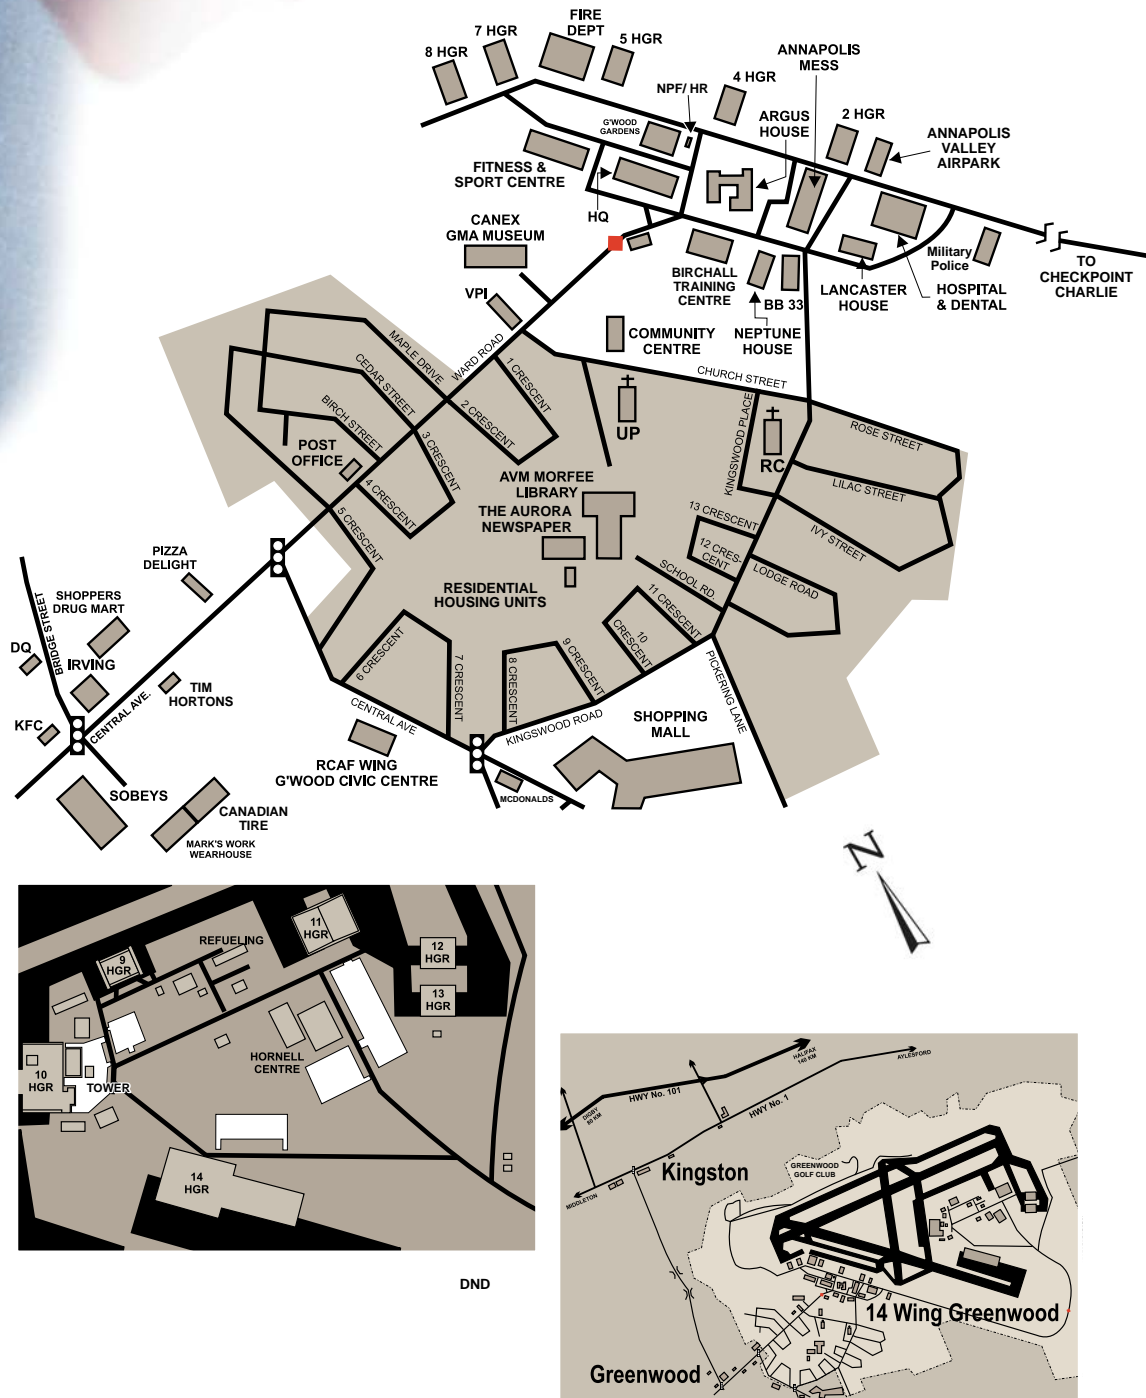 FIRE
DEPT
7 HGR
5 HGR
8 HGR
ANNAPOLIS
MESS
4 HGR
NPF/ HR
ARGUS
HOUSE
2 HGR
G'WOOD
GARDENS
ANNAPOLIS
VALLEY
AIRPARK
FITNESS &
SPORT CENTRE
HQ
CANEX
GMA MUSEUM
Military
Police
TO
CHECKPOINT
CHARLIE
BIRCHALL
TRAINING
CENTRE
BB 33
LANCASTER
HOUSE
HOSPITAL
& DENTAL
VPI
COMMUNITY
CENTRE
NEPTUNE
HOUSE
MAPLE DRIVE
WARD ROAD
1 CRESCENT
CHURCH STREET
CEDAR STREET
2 CRESCENT
KINGSWOOD PLACE
BIRCH STREET
3 CRESCENT
UP
RC
ROSE STREET
POST
OFFICE
4 CRESCENT
AVM MORFEE
LIBRARY
LILAC STREET
THE AURORA
NEWSPAPER
13 CRESCENT
IVY STREET
5 CRESCENT
12 CRES-
CENT
PIZZA
DELIGHT
SCHOOL RD
LODGE ROAD
RESIDENTIAL
HOUSING UNITS
11 CRESCENT
SHOPPERS
DRUG MART
BRIDGE STREET
10
CRESCENT
DQ
IRVING
6 CRESCENT
7 CRESCENT
8 CRESCENT
9 CRESCENT
PICKERING LANE
TIM
HORTONS
CENTRAL AVE.
KFC
CENTRAL AVE
KINGSWOOD ROAD
SHOPPING
MALL
RCAF WING
G'WOOD CIVIC CENTRE
MCDONALDS
SOBEYS
CANADIAN
TIRE
MARK'S WORK
WEARHOUSE
N
11
HGR
REFUELING
12
HGR
9
HGR
13
HGR
HORNELL
CENTRE
10
HGR
TOWER
14
HGR
DND
HALIFAX
140 KM
AYLESFORD
HWY No. 101
HWY No. 1
DIGBY
80 KM
Kingston
GREENWOOD
GOLF CLUB
MIDDLETON
14 Wing Greenwood
Greenwood